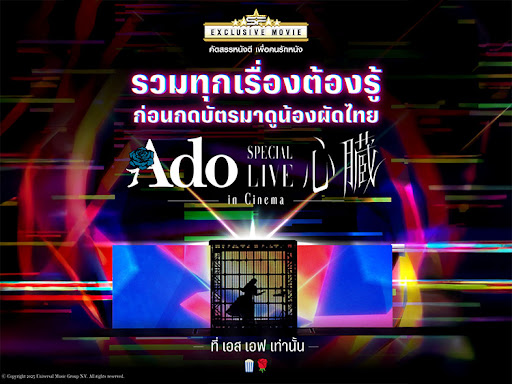 SF
EXCLUSIVE MOVIE
คัดสรรหนังดี เพื่อคนรักหนัง
รวมทุกเรื่องต้องรู้
ก่อนกดบัตรมาดูน้องผัดไทย
Ado SPECIAL LIVE 心臓
in Cinema
ที่ เอส เอฟ เท่านั้น
© Copyright 2025 Universal Music Group N.V. All rights reserved.